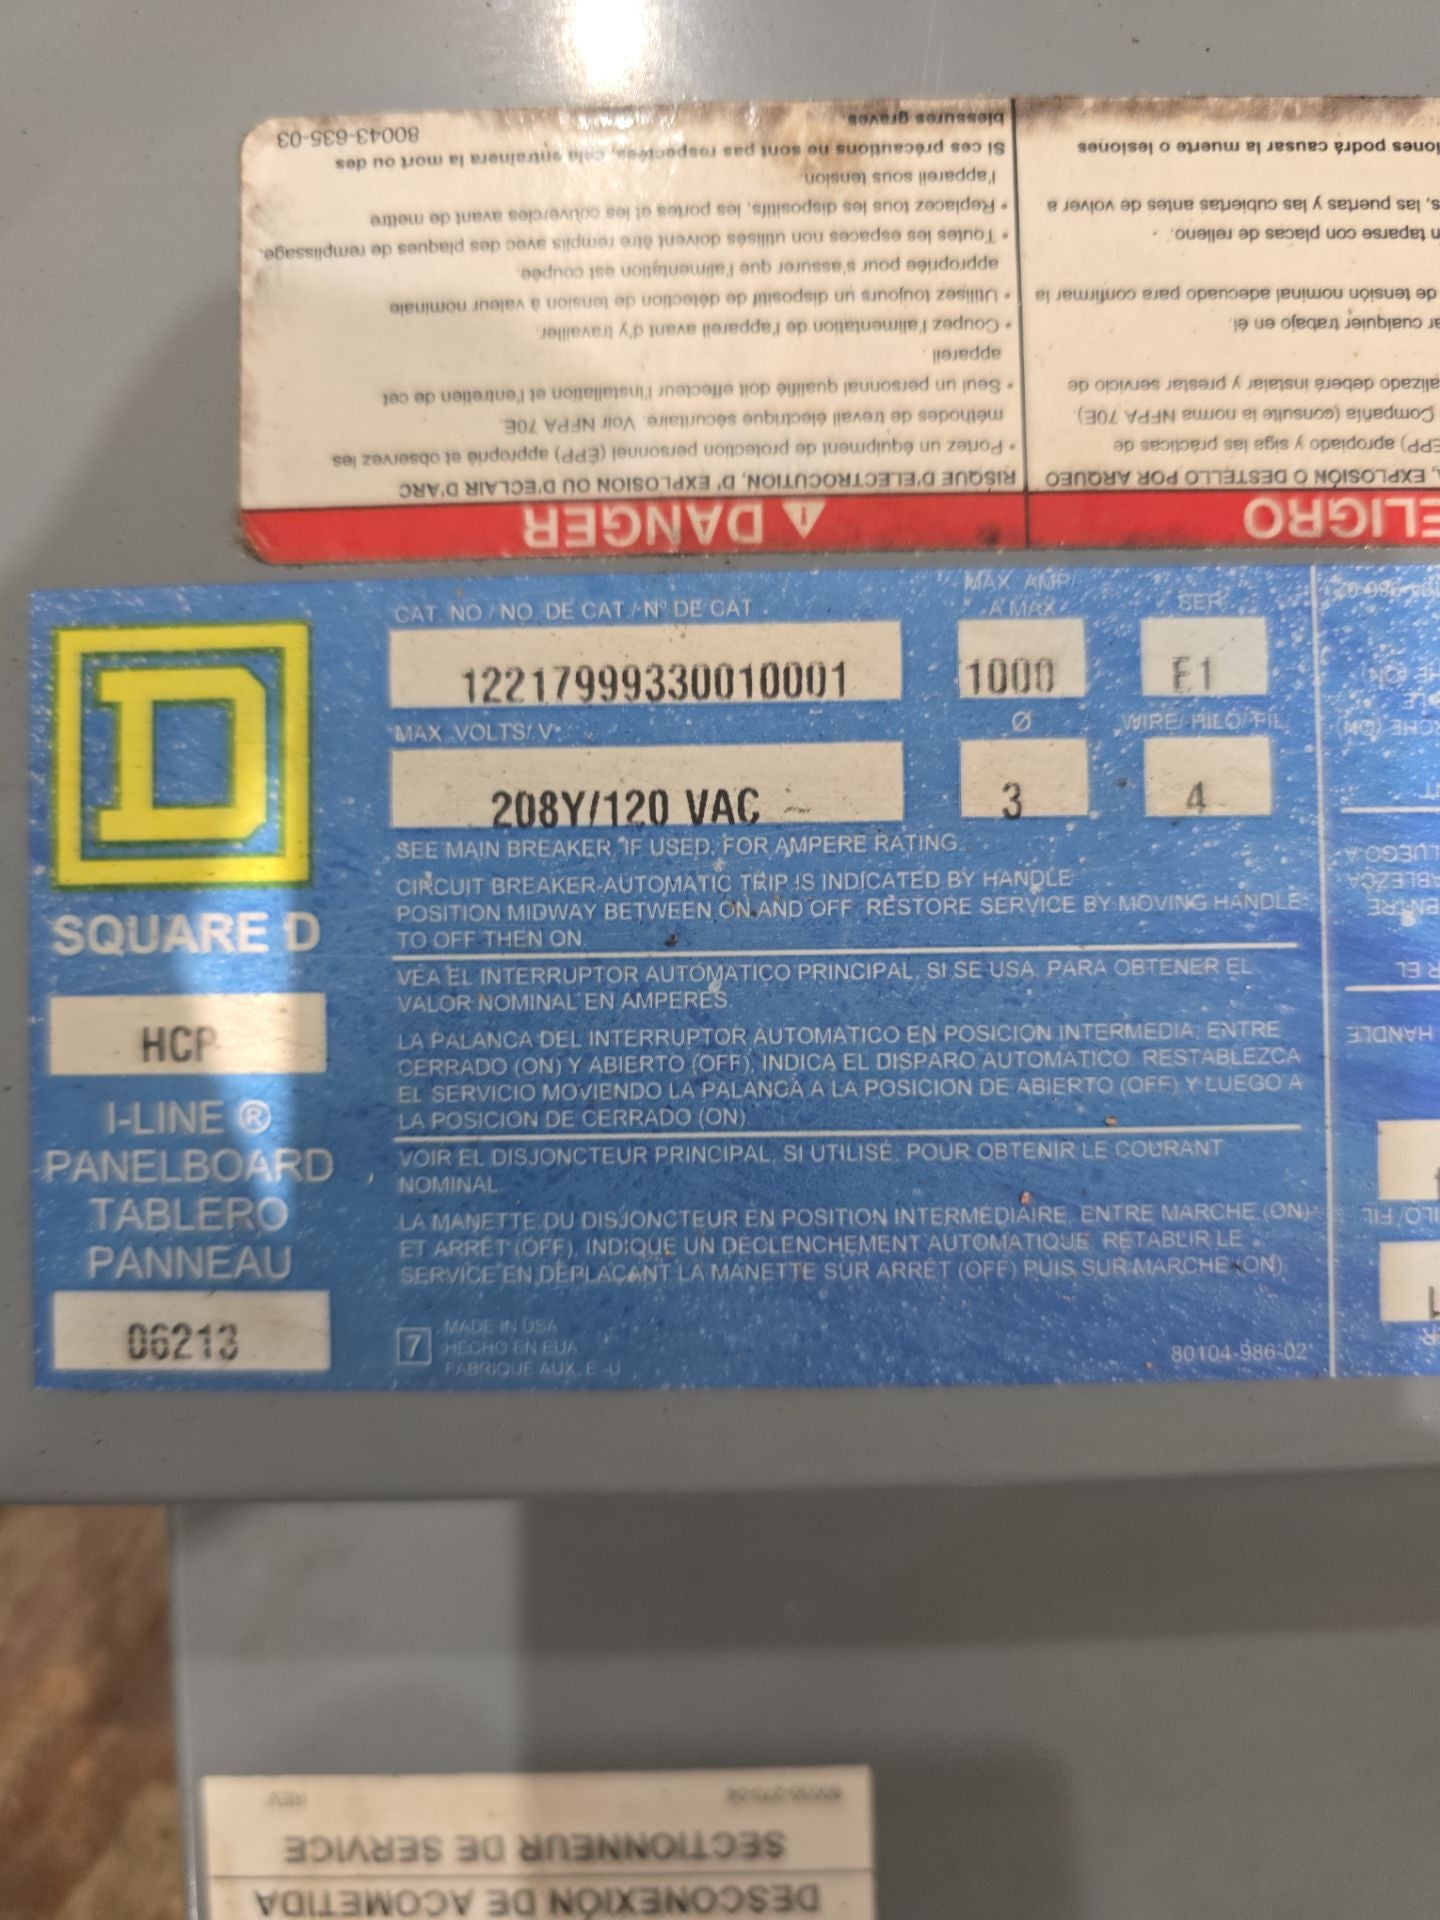 80043-635-03
blessures graves.
Si ces précautions ne sont pas respectées, cela entraînera la mort ou des
l'appareil sous tension.
• Replacez tous les dispositifs, les portes et les couvercles avant de mettre
• Toutes les espaces non utilisés doivent être remplis avec des plaques de remplissage.
appropriée pour s'assurer que l'alimentation est coupée.
• Utilisez toujours un dispositif de détection de tension à valeur nominale
• Coupez l'alimentation de l'appareil avant d'y travailler.
appareil.
• Seul un personnel qualifié doit effectuer l'installation et l'entretien de cet
méthodes de travail électrique sécuritaire. Voir NFPA 70E.
• Portez un équipment de protection personnel (ÉPP) approprié et observez les
RISQUE D'ELECTROCUTION, D' EXPLOSION OU D'ECLAIR D'ARC
DANGER
podrá causar la muerte o lesiones
las puertas y las cubiertas antes de volver a
taparse con placas de relleno.
de tensión nominal adecuado para confirmar la
cualquier trabajo en él.
deberá instalar y prestar servicio de
Compañía (consulte la norma NFPA 70E).
apropiado y siga las prácticas de
EXPLOSIÓN O DESTELLO POR ARQUEO
ELIGRO
CAT. NO./ NO. DE CAT./ N° DE CAT.
MAX. AMP/
A MAX.
SER.
12217999330010001
1000
E1
MAX. VOLTS/ V
Ø
WIRE/ HILO/ FIL
208Y/120 VAC
3
4
SEE MAIN BREAKER, IF USED, FOR AMPERE RATING.
CIRCUIT BREAKER-AUTOMATIC TRIP IS INDICATED BY HANDLE
POSITION MIDWAY BETWEEN ON AND OFF. RESTORE SERVICE BY MOVING HANDLE
TO OFF THEN ON.
VEA EL INTERRUPTOR AUTOMATICO PRINCIPAL, SI SE USA, PARA OBTENER EL
VALOR NOMINAL EN AMPERES.
LA PALANCA DEL INTERRUPTOR AUTOMATICO EN POSICION INTERMEDIA, ENTRE
CERRADO (ON) Y ABIERTO (OFF), INDICA EL DISPARO AUTOMATICO. RESTABLEZCA
EL SERVICIO MOVIENDO LA PALANCA A LA POSICION DE ABIERTO (OFF) Y LUEGO A
LA POSICION DE CERRADO (ON).
VOIR EL DISJONCTEUR PRINCIPAL, SI UTILISÉ, POUR OBTENIR LE COURANT
NOMINAL.
LA MANETTE DU DISJONCTEUR EN POSITION INTERMÉDIAIRE, ENTRE MARCHE (ON)
ET ARRÊT (OFF), INDIQUE UN DÉCLENCHEMENT AUTOMATIQUE. RÉTABLIR LE
SERVICE EN DÉPLAÇANT LA MANETTE SUR ARRÊT (OFF) PUIS SUR MARCHE (ON).
D
SQUARE D
HCP
I-LINE ®
PANELBOARD
TABLERO
PANNEAU
06213
7
MADE IN USA
HECHO EN EUA
FABRIQUÉ AUX É.-U.
80104-986-02
LUEGO A
ENTRE
HANDLE
REV
SECTIONNEUR DE SERVICE
DESCONEXIÓN DE ACOMETIDA